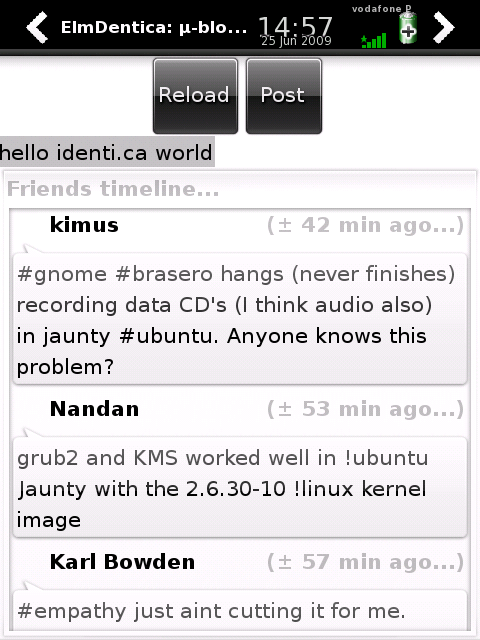 ElmDentica: µ-blo...
14:57
25 Jun 2009
vodafone P
Reload
Post
hello identi.ca world
Friends timeline...
kimus (± 42 min ago...)
#gnome #brasero hangs (never finishes)
recording data CD's (I think audio also)
in jaunty #ubuntu. Anyone knows this
problem?
Nandan (± 53 min ago...)
grub2 and KMS worked well in !ubuntu
Jaunty with the 2.6.30-10 !linux kernel
image
Karl Bowden (± 57 min ago...)
#empathy just aint cutting it for me.